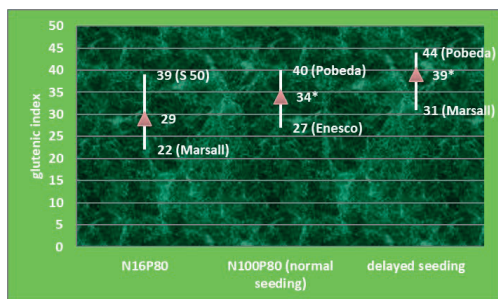 50
45
40
35
30
25
20
15
10
5
0
glutenic index
39 (S 50)
29
22 (Marsall)
40 (Pobeda)
34*
27 (Enesco)
44 (Pobeda)
39*
31 (Marsall)
N16P80
N100P80 (normal
seeding)
delayed seeding